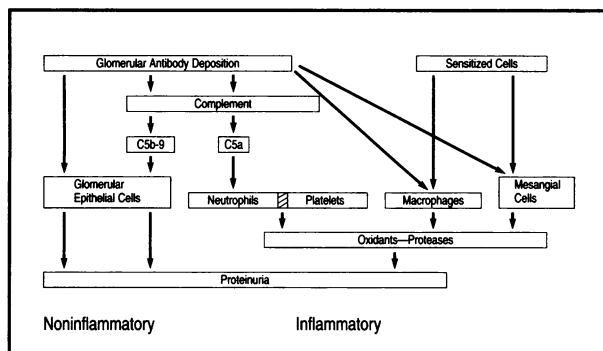 Glomerular Antibody Deposition
Sensitized Cells
Complement
C5b-9
C5a
Glomerular
Epithelial Cells
Neutrophils
Platelets
Macrophages
Mesangial
Cells
Oxidants—Proteases
Proteinuria
Noninflammatory
Inflammatory